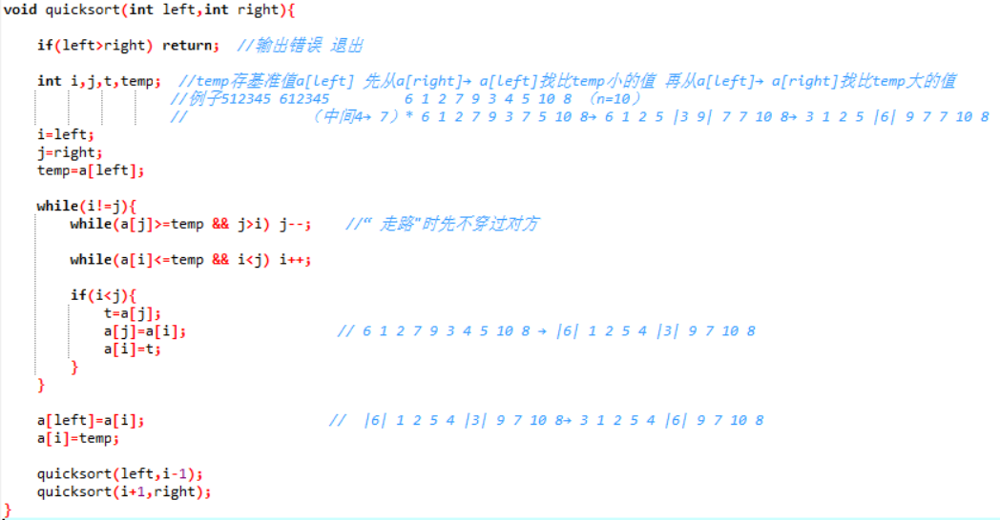 void quicksort(int left,int right){
if(left>right) return; //输出错误 退出
int i,j,t,temp; //temp存基准值a[left] 先从a[right]→ a[left]找比temp小的值 再从a[left]→ a[right]找比temp大的值
//例子512345 612345 6 1 2 7 9 3 4 5 10 8 （n=10）
// （中间4→ 7）* 6 1 2 7 9 3 7 5 10 8→ 6 1 2 5 |3 9| 7 7 10 8→ 3 1 2 5 |6| 9 7 7 10 8
i=left;
j=right;
temp=a[left];
while(i!=j){
while(a[j]>=temp && j>i) j--; //“ 走路"时先不穿过对方
while(a[i]<=temp && i<j) i++;
if(i<j){
t=a[j];
a[j]=a[i]; // 6 1 2 7 9 3 4 5 10 8 → |6| 1 2 5 4 |3| 9 7 10 8
a[i]=t;
}
}
a[left]=a[i]; // |6| 1 2 5 4 |3| 9 7 10 8→ 3 1 2 5 4 |6| 9 7 10 8
a[i]=temp;
quicksort(left,i-1);
quicksort(i+1,right);
}